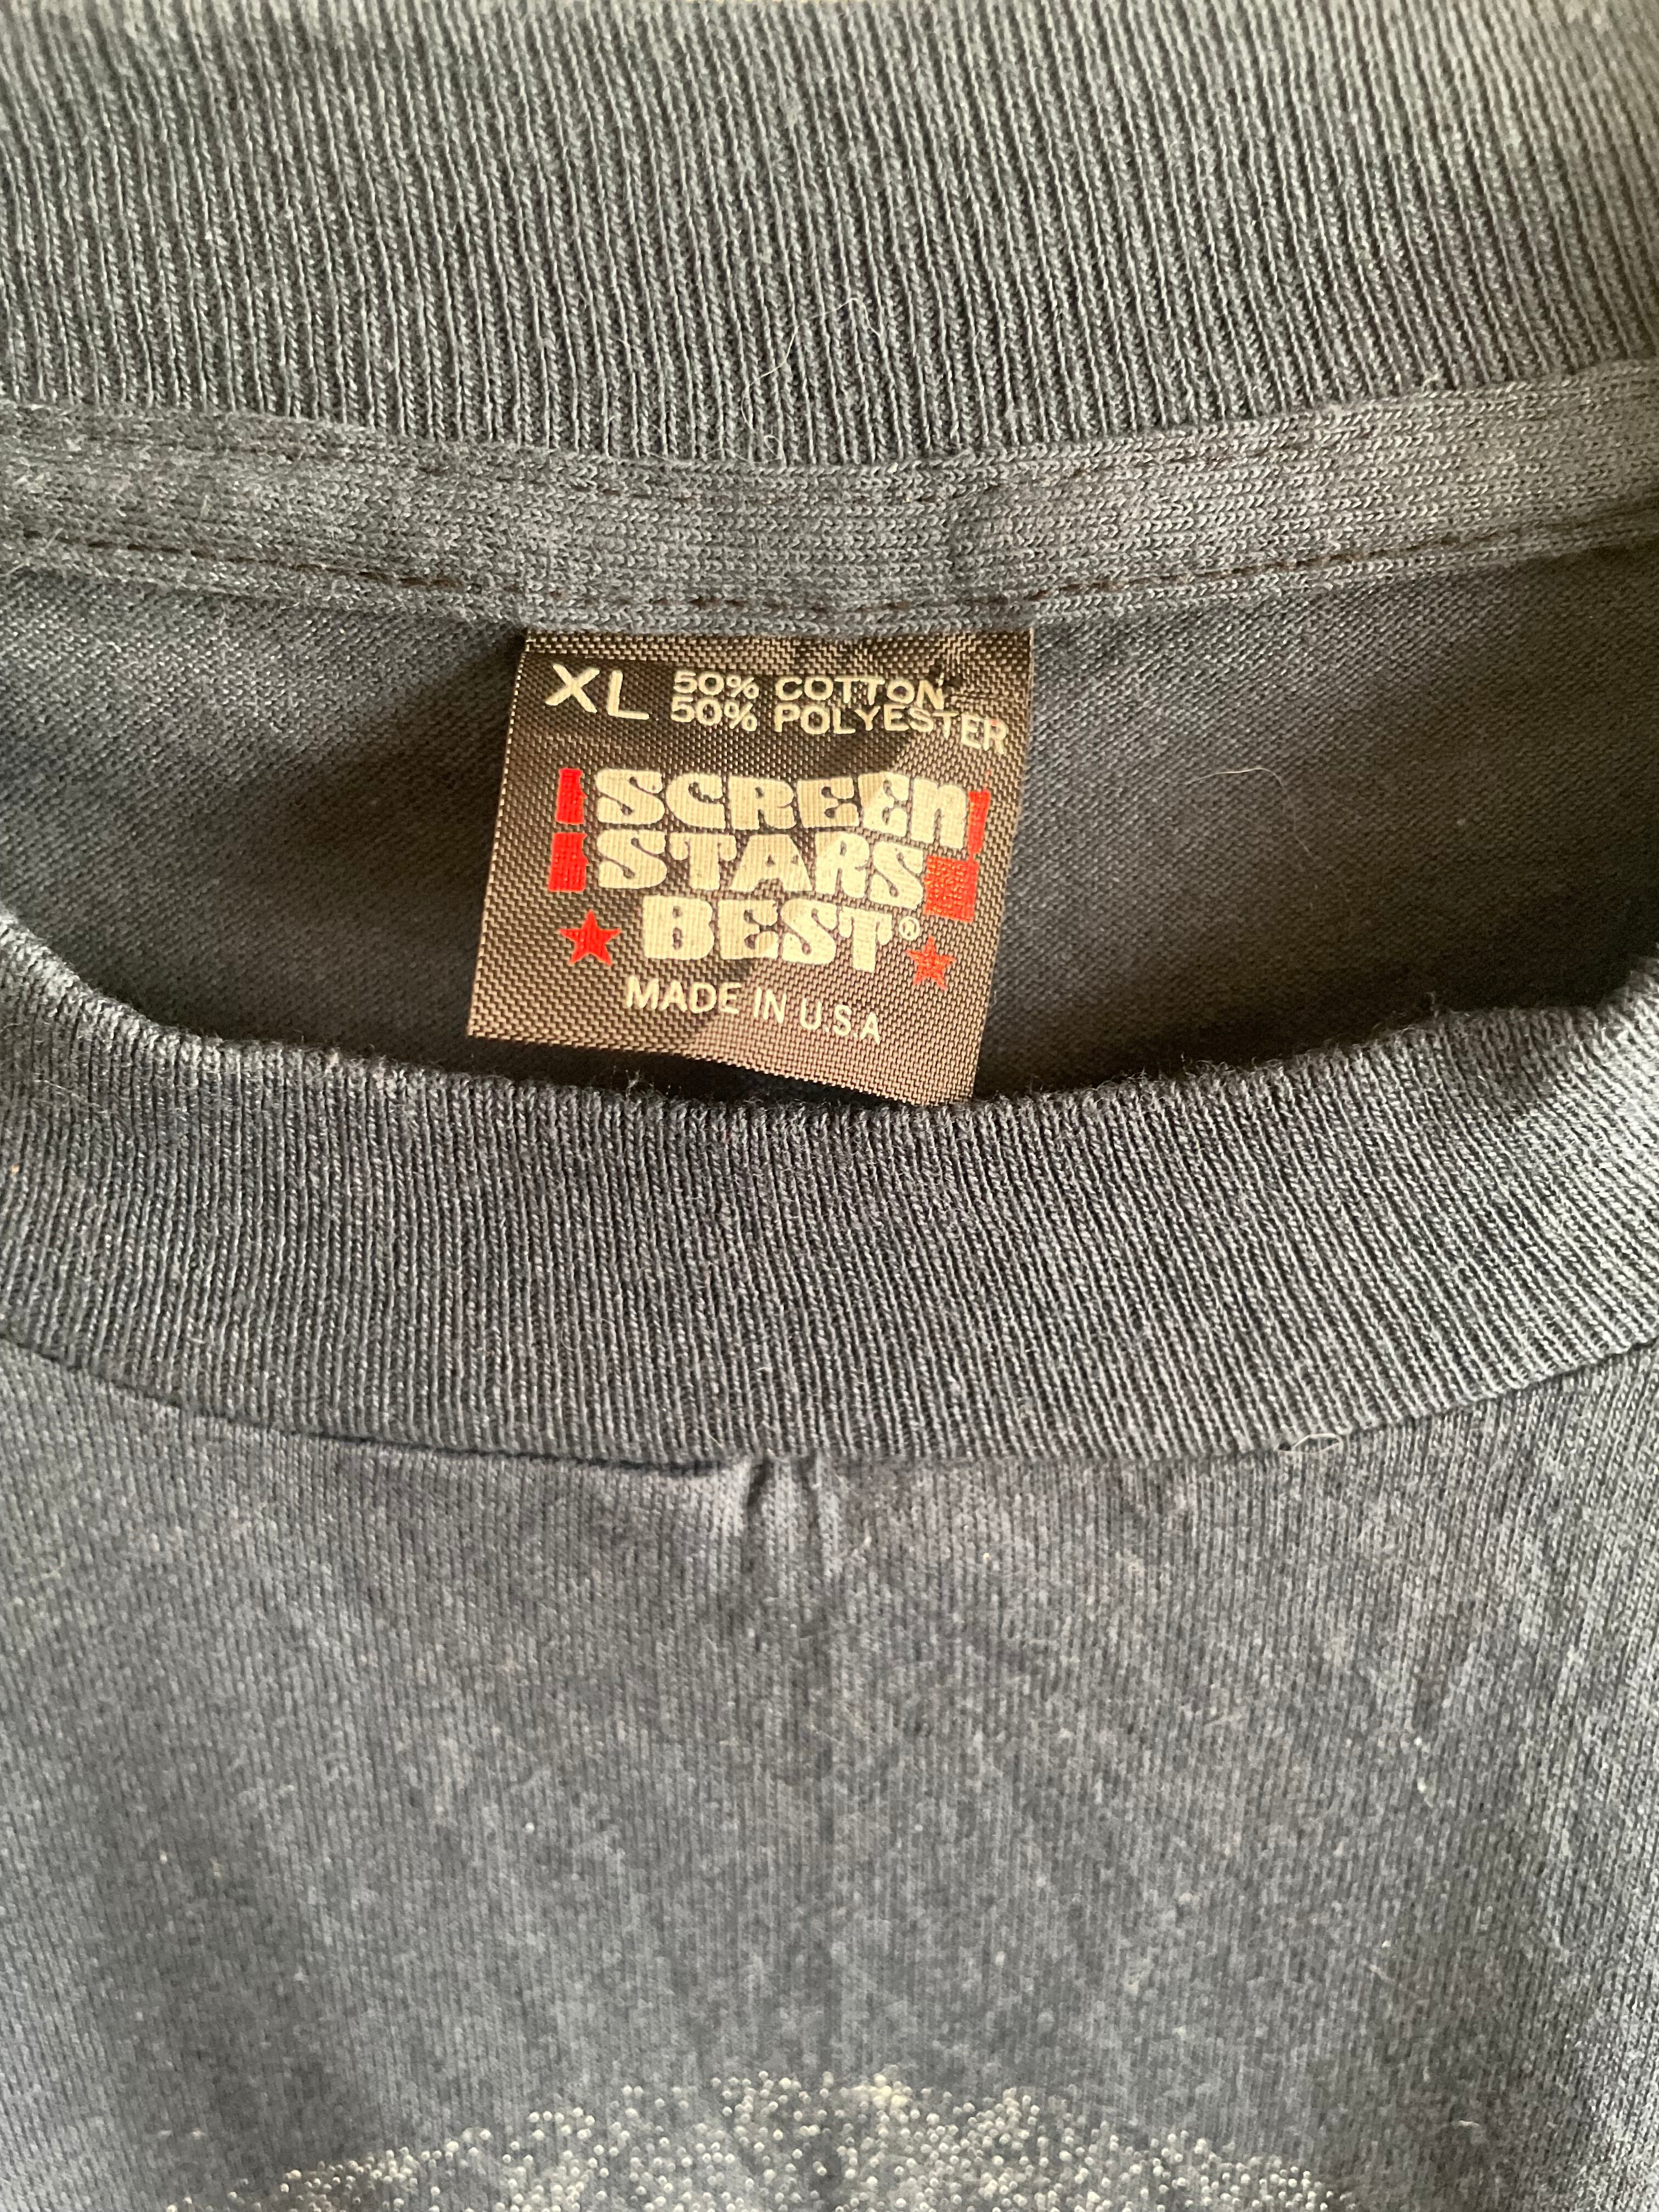 XL 50% COTTON
50% POLYESTER
SCREEN
STARS
BEST®
MADE IN U.S.A